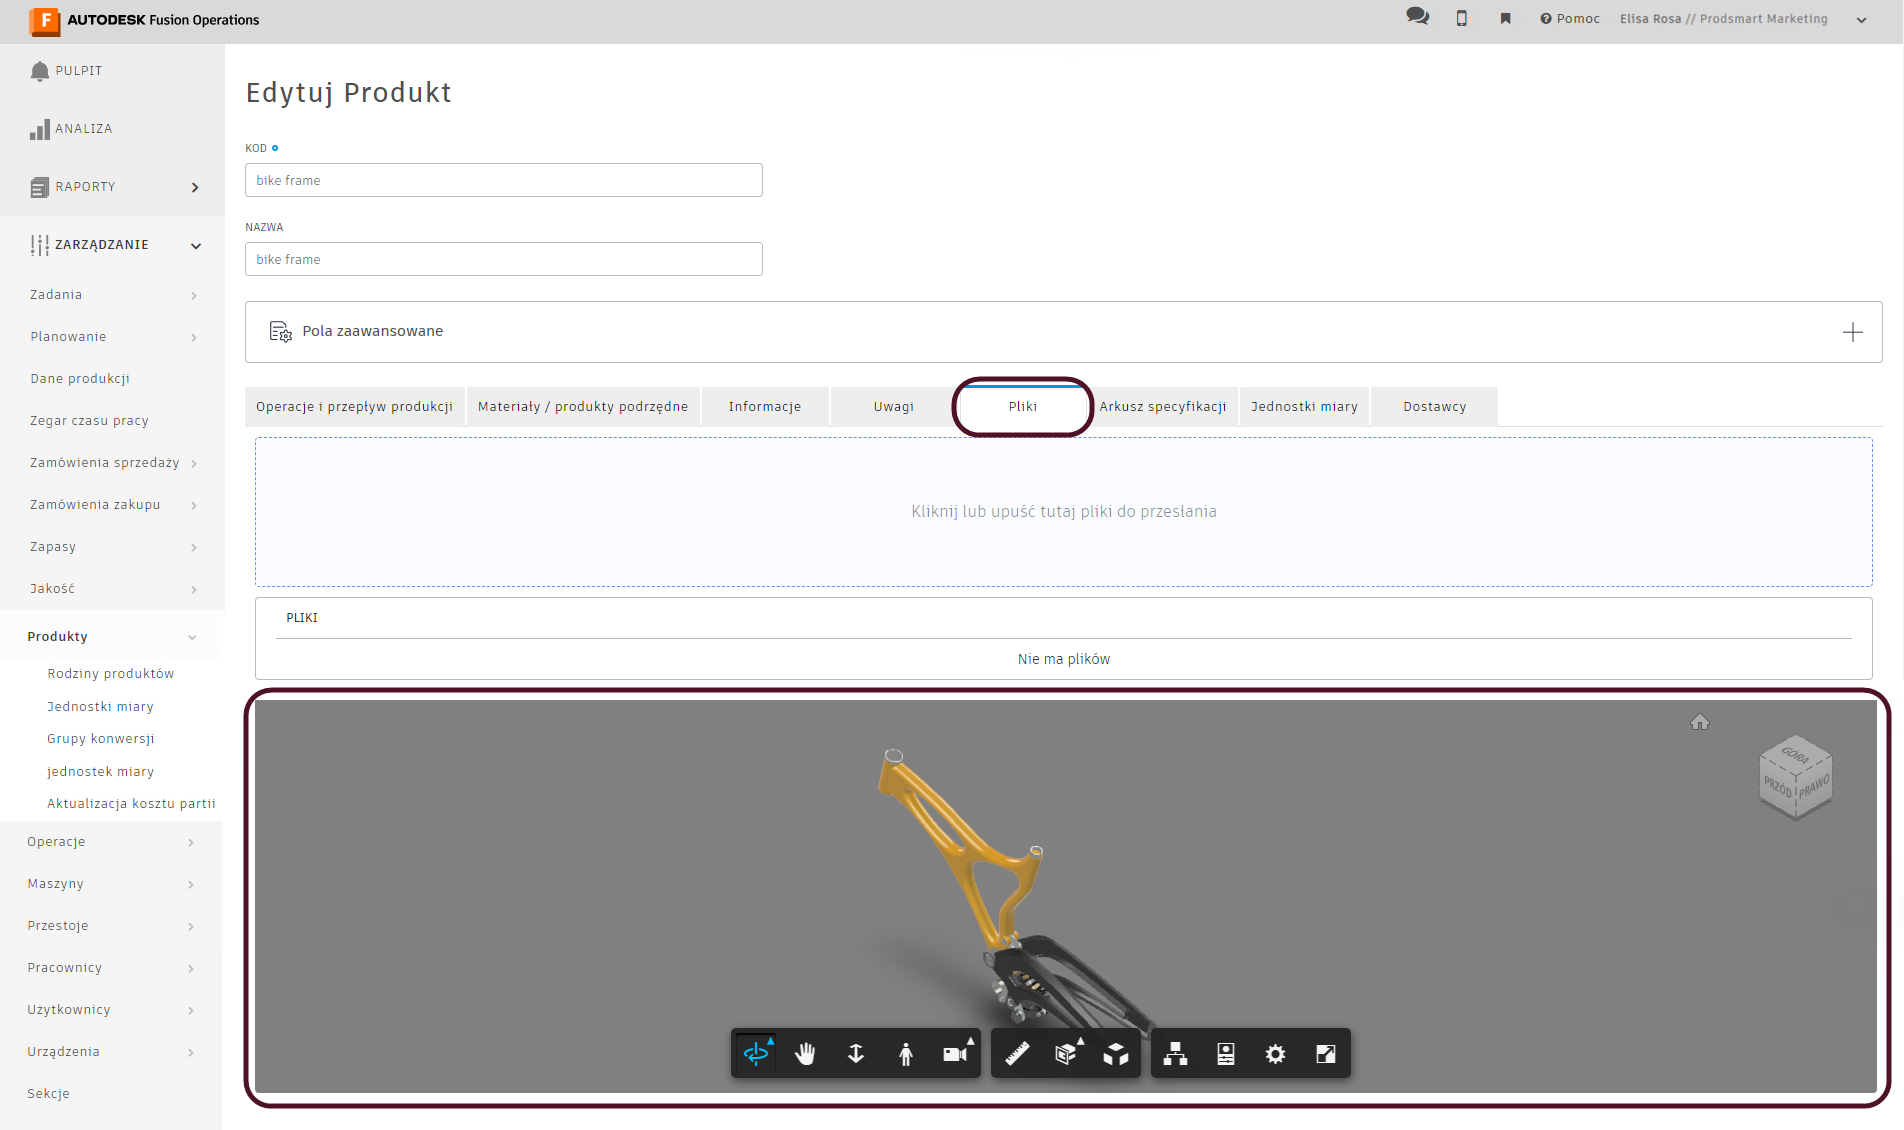 AUTODESK Fusion Operations
Pomoc
Elisa Rosa // Prodsmart Marketing
PULPIT
ANALIZA
RAPORTY
ZARZĄDZANIE
Zadania
Planowanie
Dane produkcji
Zegar czasu pracy
Zamówienia sprzedaży
Zamówienia zakupu
Zapasy
Jakość
Produkty
Rodziny produktów
Jednostki miary
Grupy konwersji
jednostek miary
Aktualizacja kosztu partii
Operacje
Maszyny
Przestoje
Pracownicy
Użytkownicy
Urządzenia
Sekcje
Edytuj Produkt
KOD
bike frame
NAZWA
bike frame
Pola zaawansowane
Operacje i przepływ produkcji
Materiały / produkty podrzędne
Informacje
Uwagi
Pliki
Arkusz specyfikacji
Jednostki miary
Dostawcy
Kliknij lub upuść tutaj pliki do przesłania
PLIKI
Nie ma plików
GÓRA
PRZÓD
PRAWO